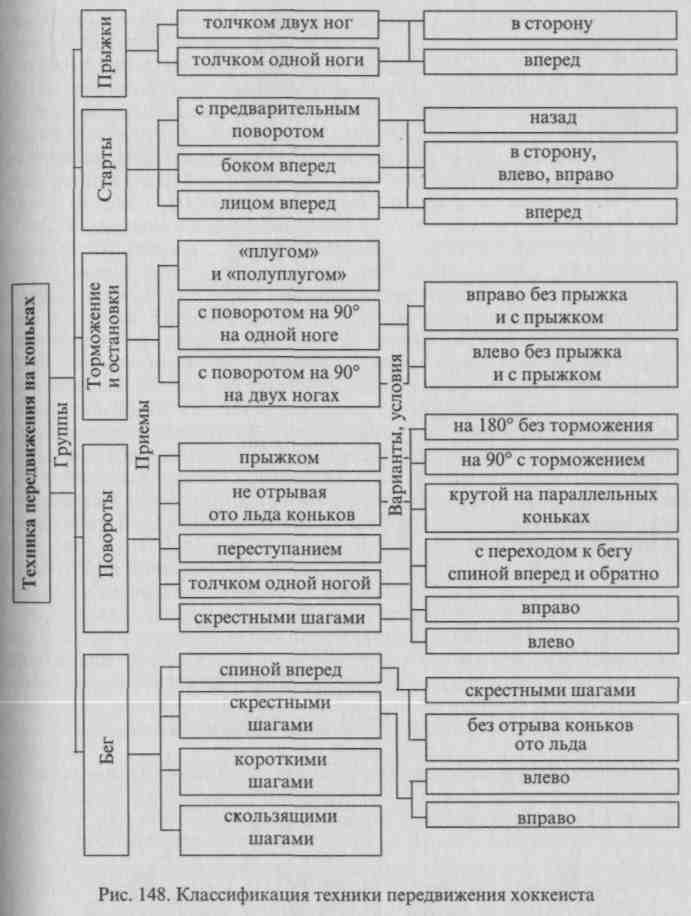 Техника передвижения на коньках
Группы
Приемы
Варианты, условия
Прыжки
толчком двух ног
толчком одной ноги
в сторону
вперед
Старты
с предварительным
поворотом
боком вперед
лицом вперед
назад
в сторону,
влево, вправо
вперед
Торможение
и остановки
«плугом»
и «полуплугом»
с поворотом на 90°
на одной ноге
с поворотом на 90°
на двух ногах
вправо без прыжка
и с прыжком
влево без прыжка
и с прыжком
Повороты
прыжком
не отрывая
ото льда коньков
переступанием
толчком одной ногой
скрестными шагами
на 180° без торможения
на 90° с торможением
крутой на параллельных
коньках
с переходом к бегу
спиной вперед и обратно
вправо
влево
Бег
спиной вперед
скрестными
шагами
короткими
шагами
скользящими
шагами
скрестными шагами
без отрыва коньков
ото льда
влево
вправо
Рис. 148. Классификация техники передвижения хоккеиста